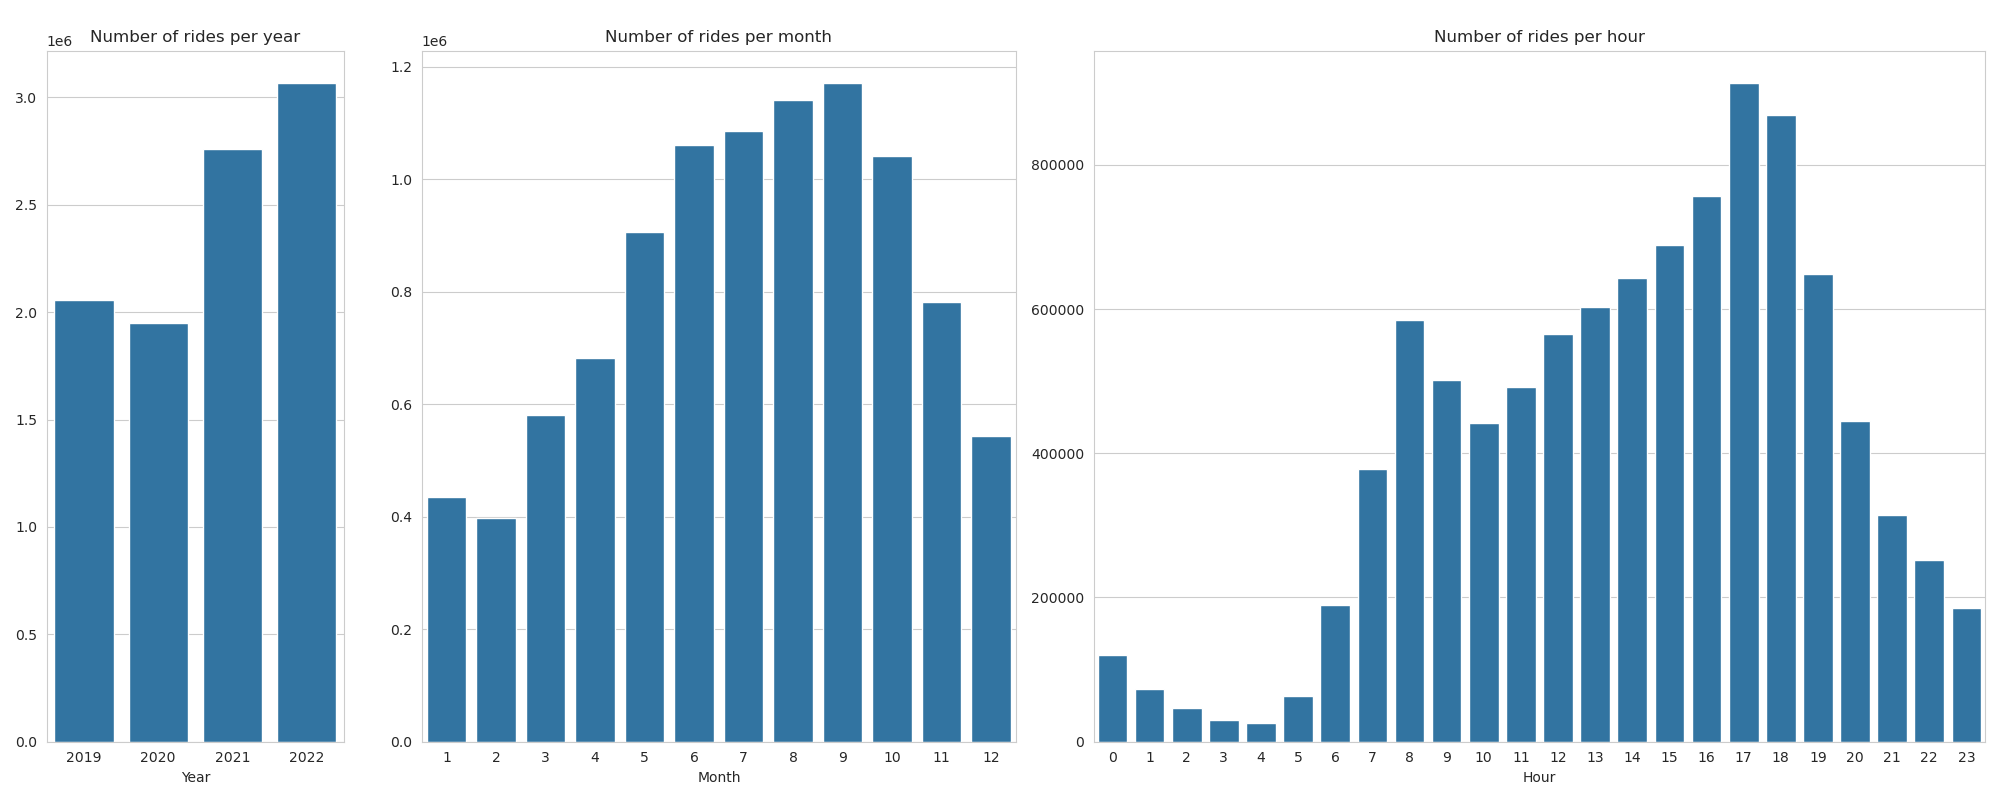 Number of rides per year
1e6
3.0
2.5
2.0
1.5
1.0
0.5
0.0
2019 2020 2021 2022
Year
Number of rides per month
1e6
1.2
1.0
0.8
0.6
0.4
0.2
0.0
1 2 3 4 5 6 7 8 9 10 11 12
Month
Number of rides per hour
800000
600000
400000
200000
0
0 1 2 3 4 5 6 7 8 9 10 11 12 13 14 15 16 17 18 19 20 21 22 23
Hour